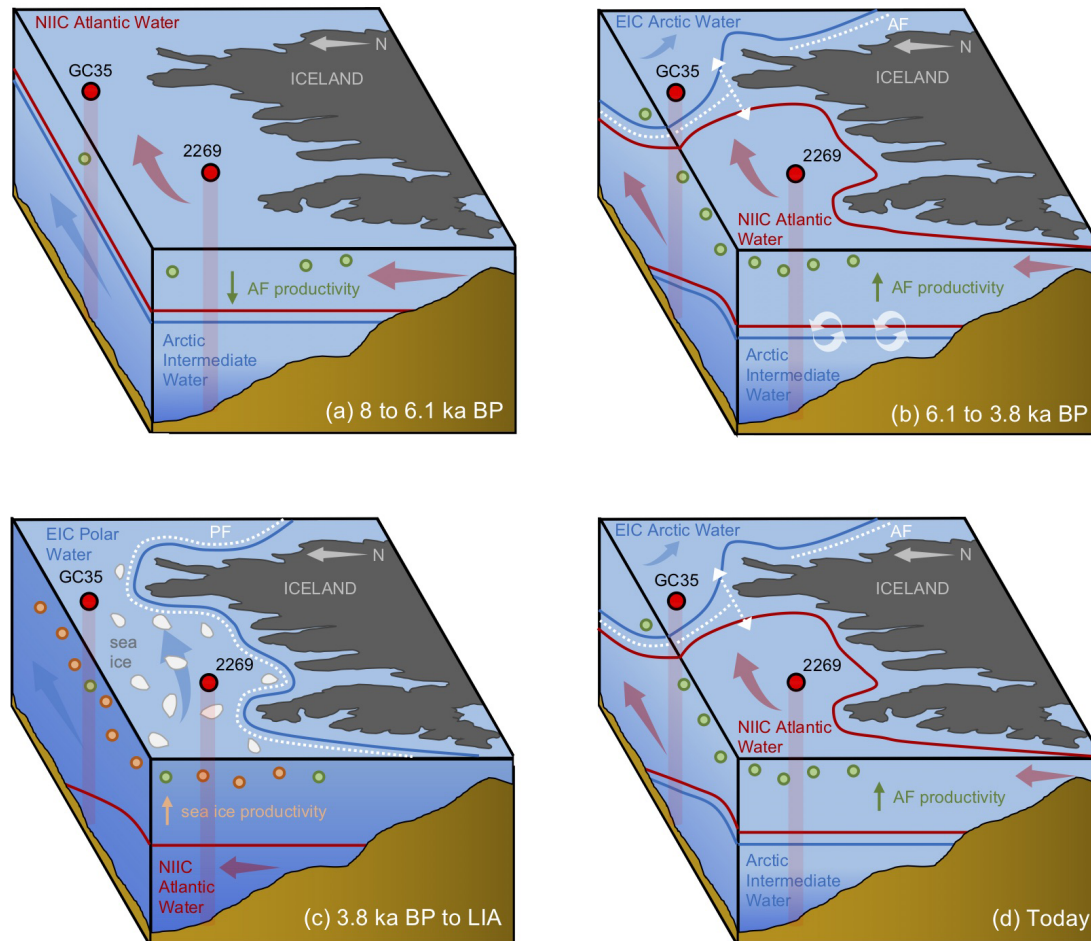 NIIC Atlantic Water
N
GC35
ICELAND
2269
AF productivity
Arctic
Intermediate
Water
(a) 8 to 6.1 ka BP
EIC Arctic Water
AF
N
GC35
ICELAND
2269
NIIC Atlantic
Water
AF productivity
Arctic
Intermediate
Water
(b) 6.1 to 3.8 ka BP
EIC Polar
Water
PF
N
GC35
ICELAND
sea
ice
2269
sea ice productivity
NIIC
Atlantic
Water
(c) 3.8 ka BP to LIA
EIC Arctic Water
AF
N
GC35
ICELAND
2269
NIIC Atlantic
Water
AF productivity
Arctic
Intermediate
Water
(d) Today